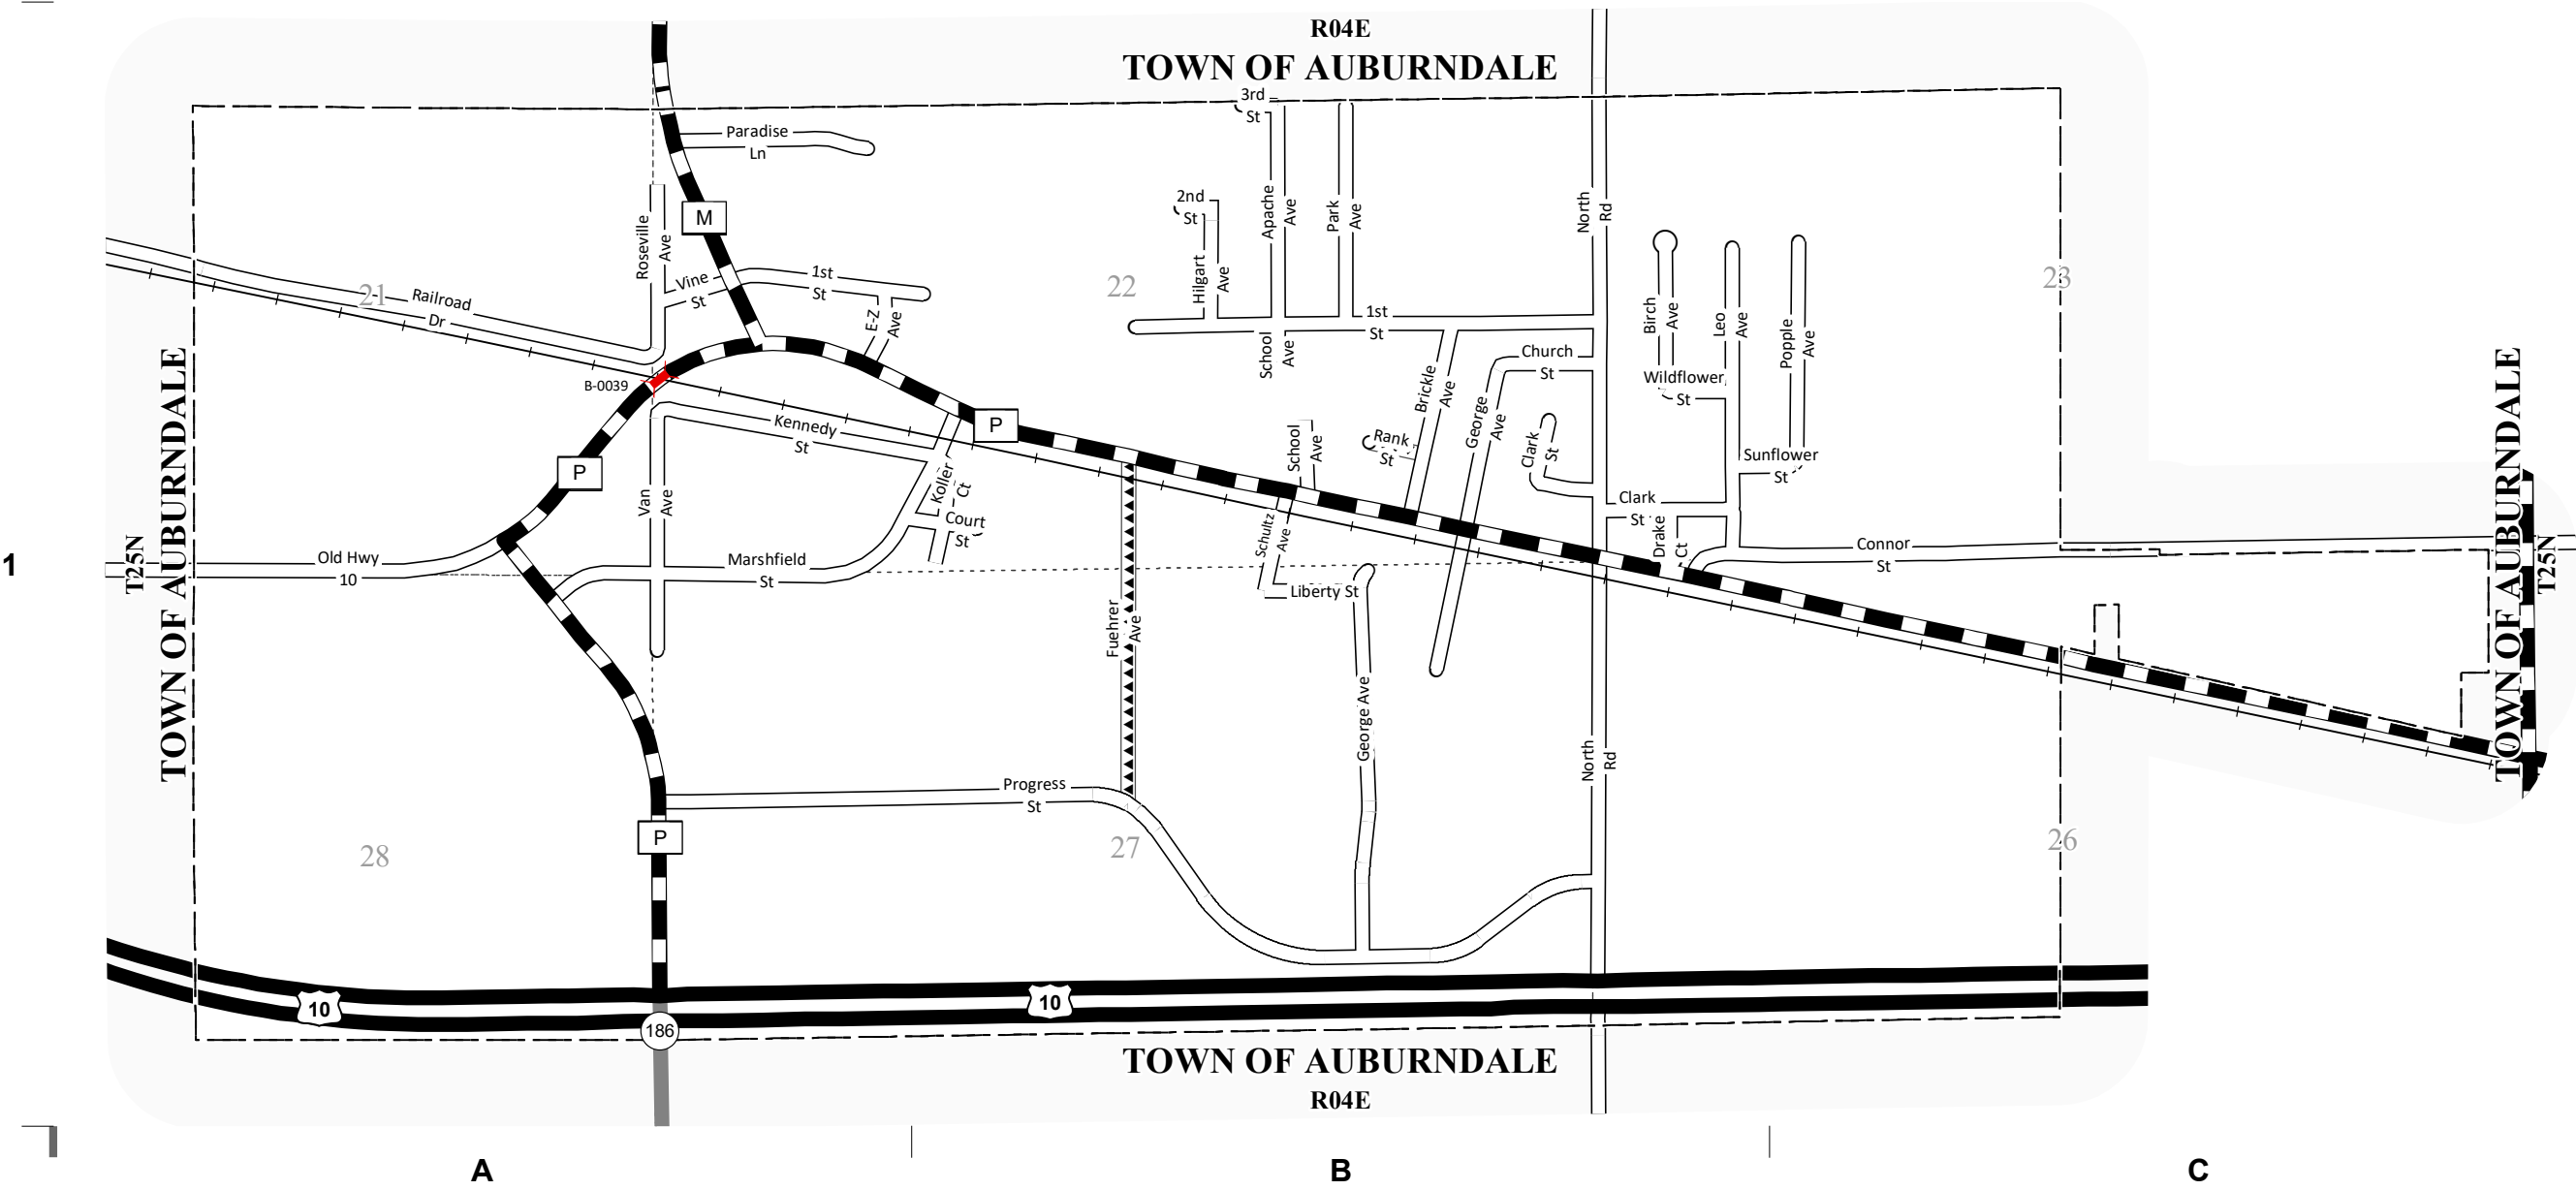 R04E
TOWN OF AUBURNDALE
3rd
St
Paradise
Ln
M
Roseville
Ave
2nd
St
Hilgart
Ave
Apache
Ave
Park
Ave
North
Rd
Vine
St
1st
St
E-Z
Ave
21
22
23
Railroad
Dr
1st
St
School
Ave
Birch
Ave
Leo
Ave
Popple
Ave
Church
St
Wildflower
St
B-0039
Brickle
Ave
George
Ave
Kennedy
St
P
P
Koller
Ct
Court
St
Van
Ave
School
Ave
Rank
St
Clark
St
Sunflower
St
Clark
St
Drake
Ct
Schultz
Ave
Connor
St
1
T25N
TOWN OF AUBURNDALE
Old Hwy
10
Marshfield
St
Liberty St
Fuehrer
Ave
George Ave
North
Rd
TOWN OF AUBURNDALE
T25N
Progress
St
P
28
27
26
10
10
186
TOWN OF AUBURNDALE
R04E
A
B
C